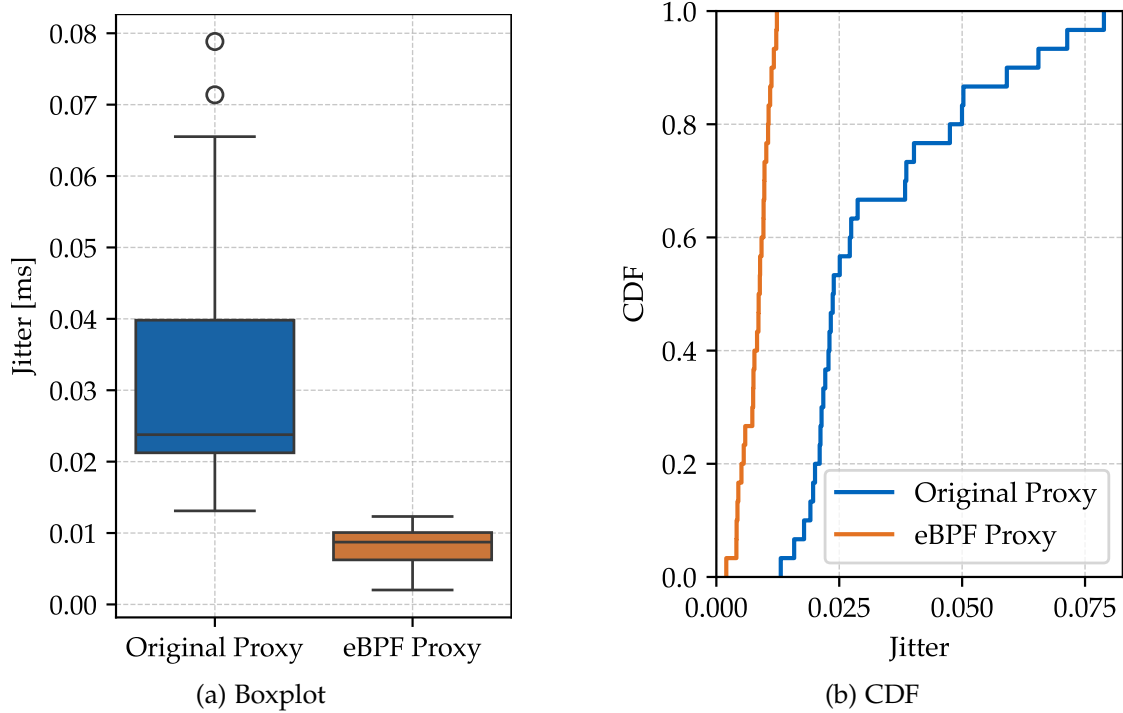 0.08
0.07
0.06
0.05
0.04
0.03
0.02
0.01
0.00
Jitter [ms]
Original Proxy eBPF Proxy
(a) Boxplot
1.0
0.8
0.6
0.4
0.2
0.0
CDF
Original Proxy
eBPF Proxy
0.000 0.025 0.050 0.075
Jitter
(b) CDF